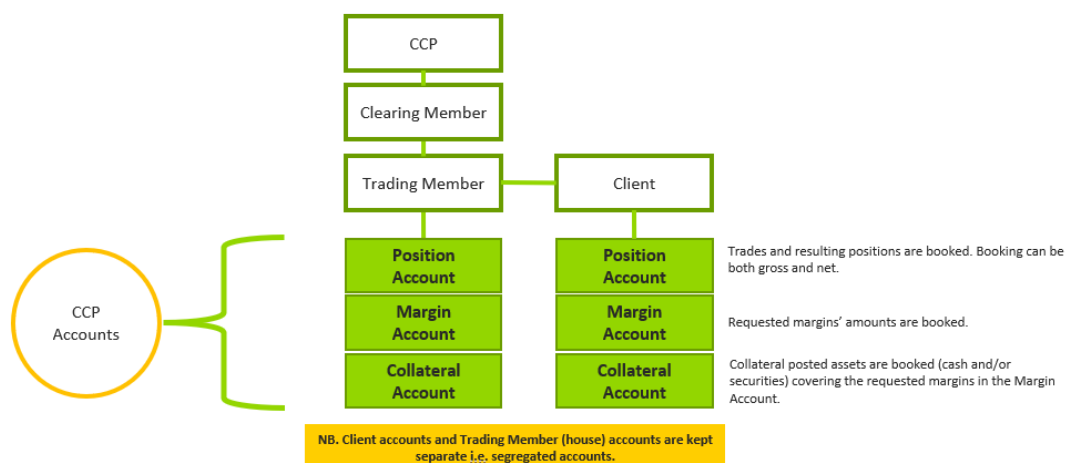 CCP
Clearing Member
Trading Member
Client
CCP
Accounts
Position
Account
Position
Account
Trades and resulting positions are booked. Booking can be
both gross and net.
Margin
Account
Margin
Account
Requested margins’ amounts are booked.
Collateral
Account
Collateral
Account
Collateral posted assets are booked (cash and/or
securities) covering the requested margins in the Margin
Account.
NB. Client accounts and Trading Member (house) accounts are kept
separate i.e. segregated accounts.